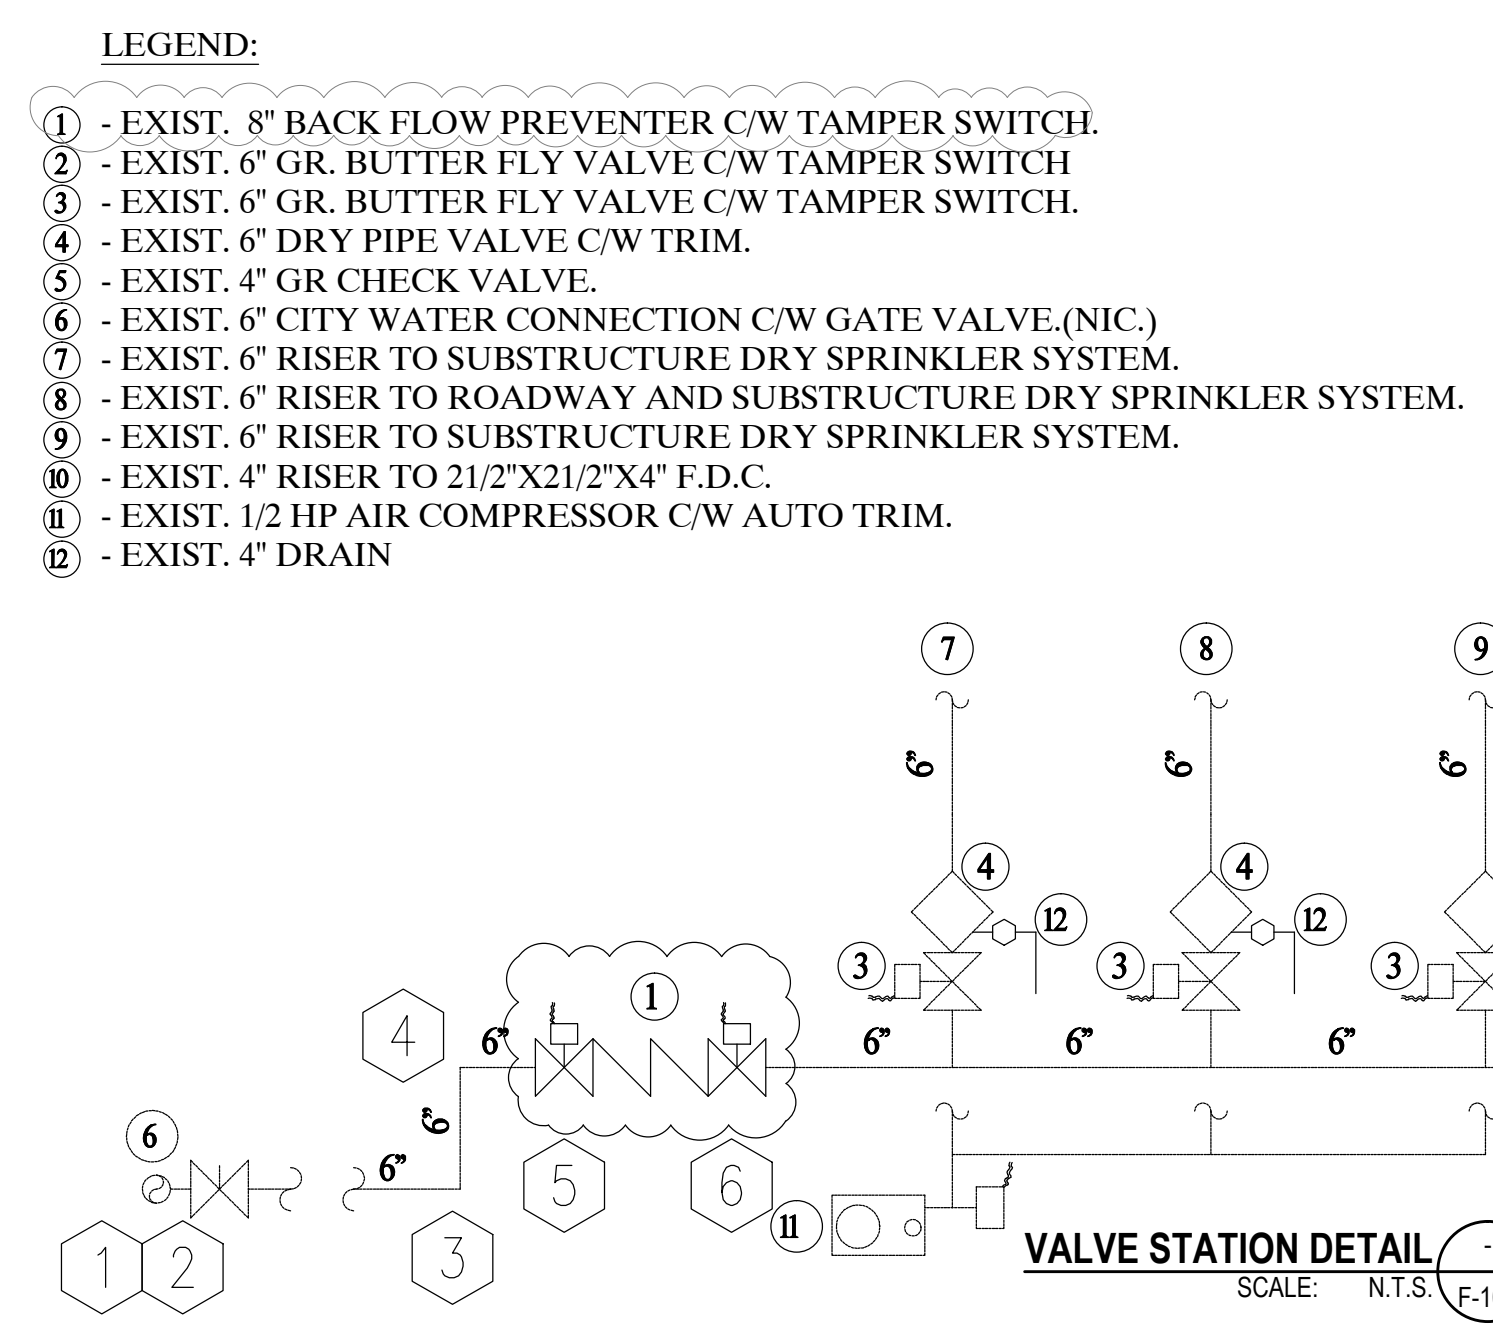 LEGEND:
1 - EXIST. 8" BACK FLOW PREVENTER C/W TAMPER SWITCH.
2 - EXIST. 6" GR. BUTTER FLY VALVE C/W TAMPER SWITCH
3 - EXIST. 6" GR. BUTTER FLY VALVE C/W TAMPER SWITCH.
4 - EXIST. 6" DRY PIPE VALVE C/W TRIM.
5 - EXIST. 4" GR CHECK VALVE.
6 - EXIST. 6" CITY WATER CONNECTION C/W GATE VALVE.(NIC.)
7 - EXIST. 6" RISER TO SUBSTRUCTURE DRY SPRINKLER SYSTEM.
8 - EXIST. 6" RISER TO ROADWAY AND SUBSTRUCTURE DRY SPRINKLER SYSTEM.
9 - EXIST. 6" RISER TO SUBSTRUCTURE DRY SPRINKLER SYSTEM.
10 - EXIST. 4" RISER TO 21/2"X21/2"X4" F.D.C.
11 - EXIST. 1/2 HP AIR COMPRESSOR C/W AUTO TRIM.
12 - EXIST. 4" DRAIN
7 8 9
6” 6” 6”
4 4
12 12
3 3 3
1
4
6” 6” 6” 6”
6”
6
6”
5 6
11
1 2
3
VALVE STATION DETAIL -
SCALE: N.T.S.